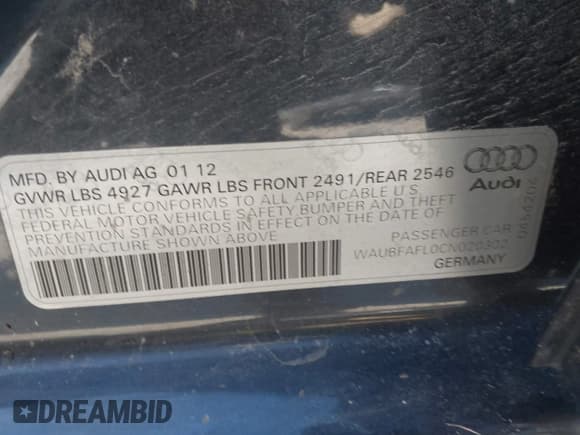 MFD. BY AUDI AG 01 12
GVWR LBS 4927 GAWR LBS FRONT 2491/REAR 2546
THIS VEHICLE CONFORMS TO ALL APPLICABLE U S
FEDERAL MOTOR VEHICLE SAFETY BUMPER AND THEFT
PREVENTION STANDARDS IN EFFECT ON THE DATE OF
MANUFACTURE SHOWN ABOVE
PASSENGER CAR
WAUBFAFL0CN020302
GERMANY
Audi
DREAMBID